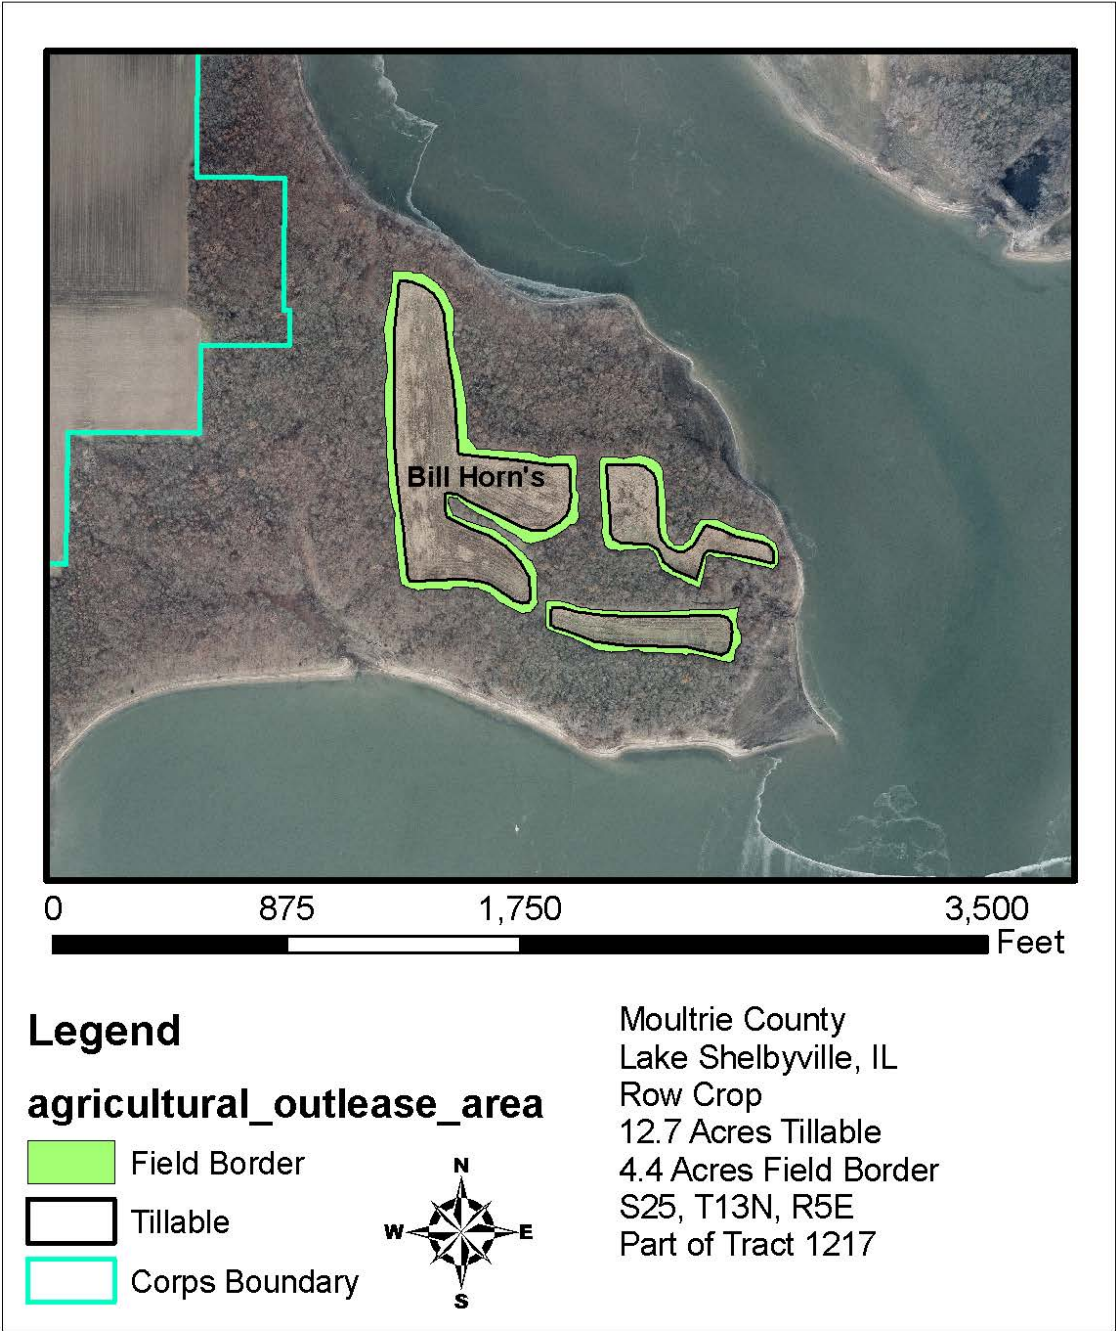 Bill Horn's
0 875 1,750 3,500
Feet
Legend
agricultural_outlease_area
Field Border
Tillable
Corps Boundary
N
W E
S
Moultrie County
Lake Shelbyville, IL
Row Crop
12.7 Acres Tillable
4.4 Acres Field Border
S25, T13N, R5E
Part of Tract 1217